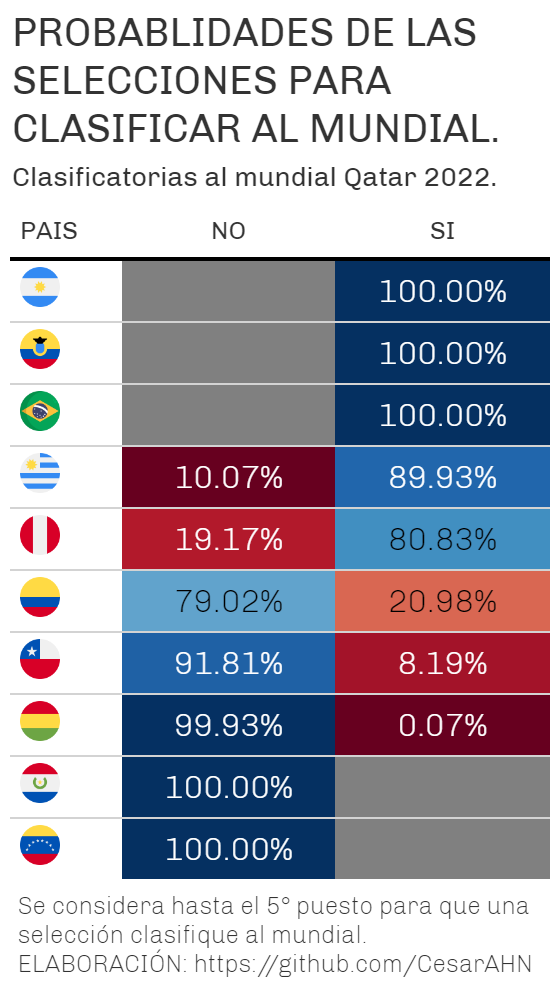 PROBABLIDADES DE LAS
SELECCIONES PARA
CLASIFICAR AL MUNDIAL.
Clasificatorias al mundial Qatar 2022.
PAIS NO SI
100.00%
100.00%
100.00%
10.07% 89.93%
19.17% 80.83%
79.02% 20.98%
91.81% 8.19%
99.93% 0.07%
100.00%
100.00%
Se considera hasta el 5° puesto para que una
selección clasifique al mundial.
ELABORACIÓN: https://github.com/CesarAHN